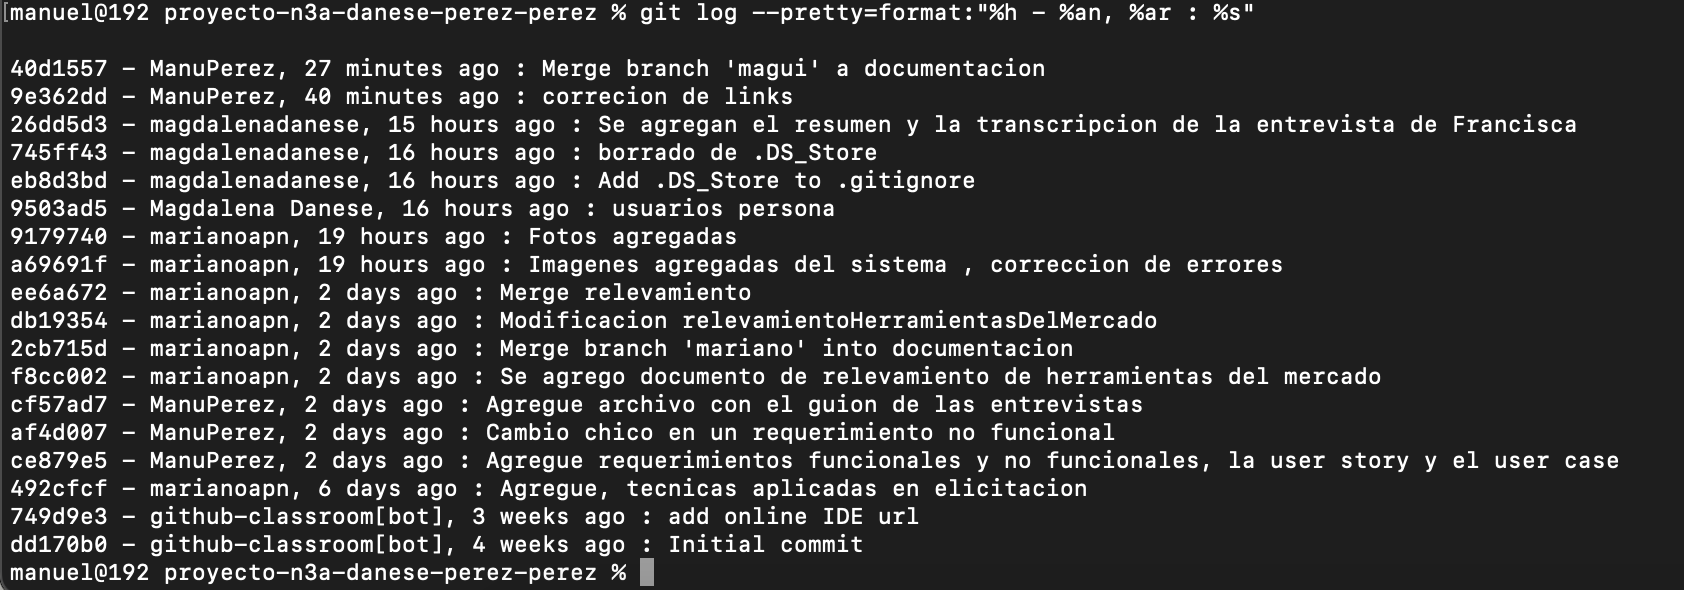 [manuel@192 proyecto-n3a-danese-perez-perez % git log --pretty=format:"%h - %an, %ar : %s"
40d1557 - ManuPerez, 27 minutes ago : Merge branch 'magui' a documentacion
9e362dd - ManuPerez, 40 minutes ago : correcion de links
26dd5d3 - magdalenadanese, 15 hours ago : Se agregan el resumen y la transcripcion de la entrevista de Francisca
745ff43 - magdalenadanese, 16 hours ago : borrado de .DS_Store
eb8d3bd - magdalenadanese, 16 hours ago : Add .DS_Store to .gitignore
9503ad5 - Magdalena Danese, 16 hours ago : usuarios persona
9179740 - marianoapn, 19 hours ago : Fotos agregadas
a69691f - marianoapn, 19 hours ago : Imagenes agregadas del sistema , correccion de errores
ee6a672 - marianoapn, 2 days ago : Merge relevamiento
db19354 - marianoapn, 2 days ago : Modificacion relevamientoHerramientasDelMercado
2cb715d - marianoapn, 2 days ago : Merge branch 'mariano' into documentacion
f8cc002 - marianoapn, 2 days ago : Se agrego documento de relevamiento de herramientas del mercado
cf57ad7 - ManuPerez, 2 days ago : Agregue archivo con el guion de las entrevistas
af4d007 - ManuPerez, 2 days ago : Cambio chico en un requerimiento no funcional
ce879e5 - ManuPerez, 2 days ago : Agregue requerimientos funcionales y no funcionales, la user story y el user case
492cfcf - marianoapn, 6 days ago : Agregue, tecnicas aplicadas en elicitacion
749d9e3 - github-classroom[bot], 3 weeks ago : add online IDE url
dd170b0 - github-classroom[bot], 4 weeks ago : Initial commit
manuel@192 proyecto-n3a-danese-perez-perez %